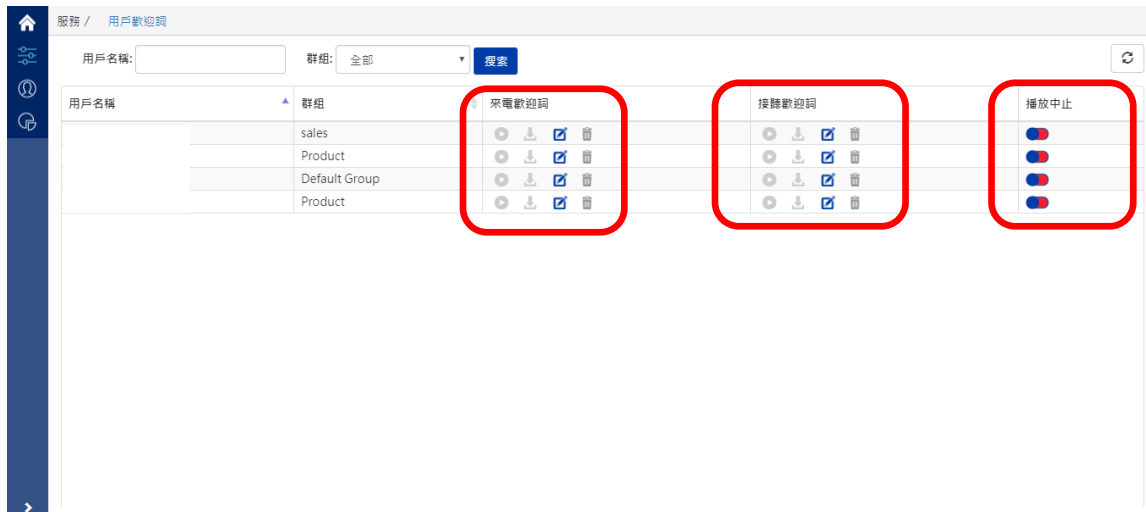 服務 / 用戶歡迎詞
用戶名稱: 群組: 全部 搜索
用戶名稱 群組 來電歡迎詞 接聽歡迎詞 播放中止
sales
Product
Default Group
Product